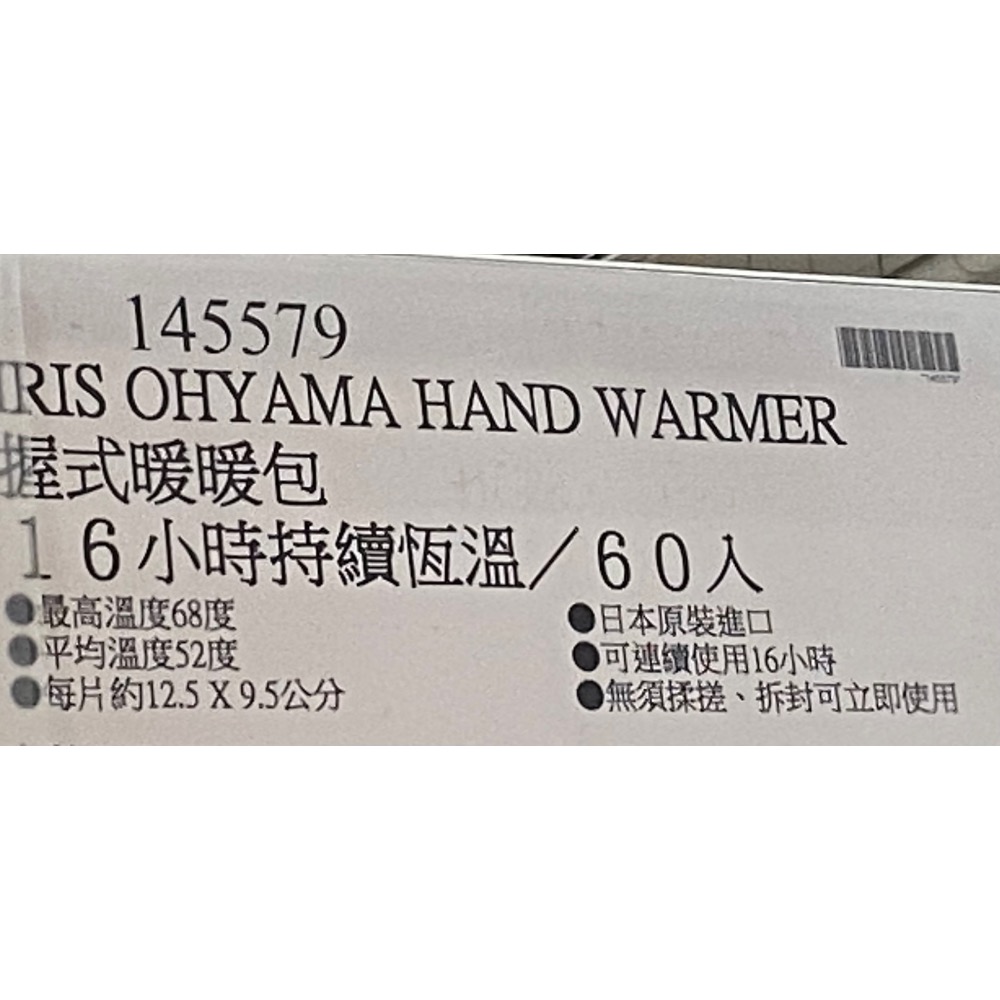 145579
IRIS OHYAMA HAND WARMER
握式暖暖包
16小時持續恆溫/60入
●最高溫度68度
●平均溫度52度
●每片約12.5 X 9.5公分
●日本原裝進口
●可連續使用16小時
●無須揉搓、拆封可立即使用